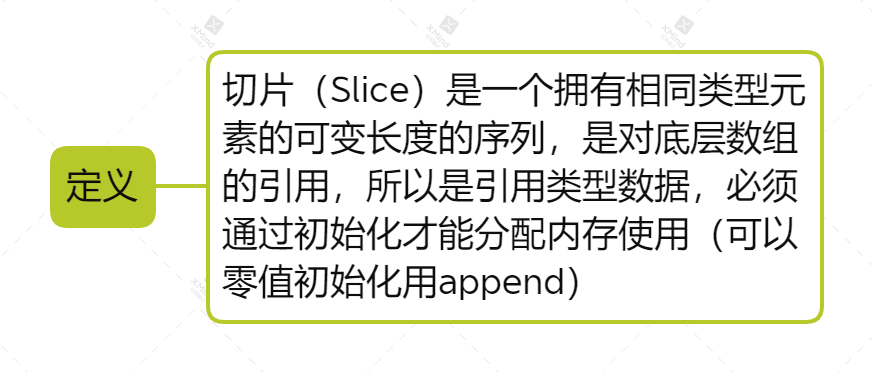 定义
切片（Slice）是一个拥有相同类型元
素的可变长度的序列，是对底层数组
的引用，所以是引用类型数据，必须
通过初始化才能分配内存使用（可以
零值初始化用append）
XMind
XMind
XMind